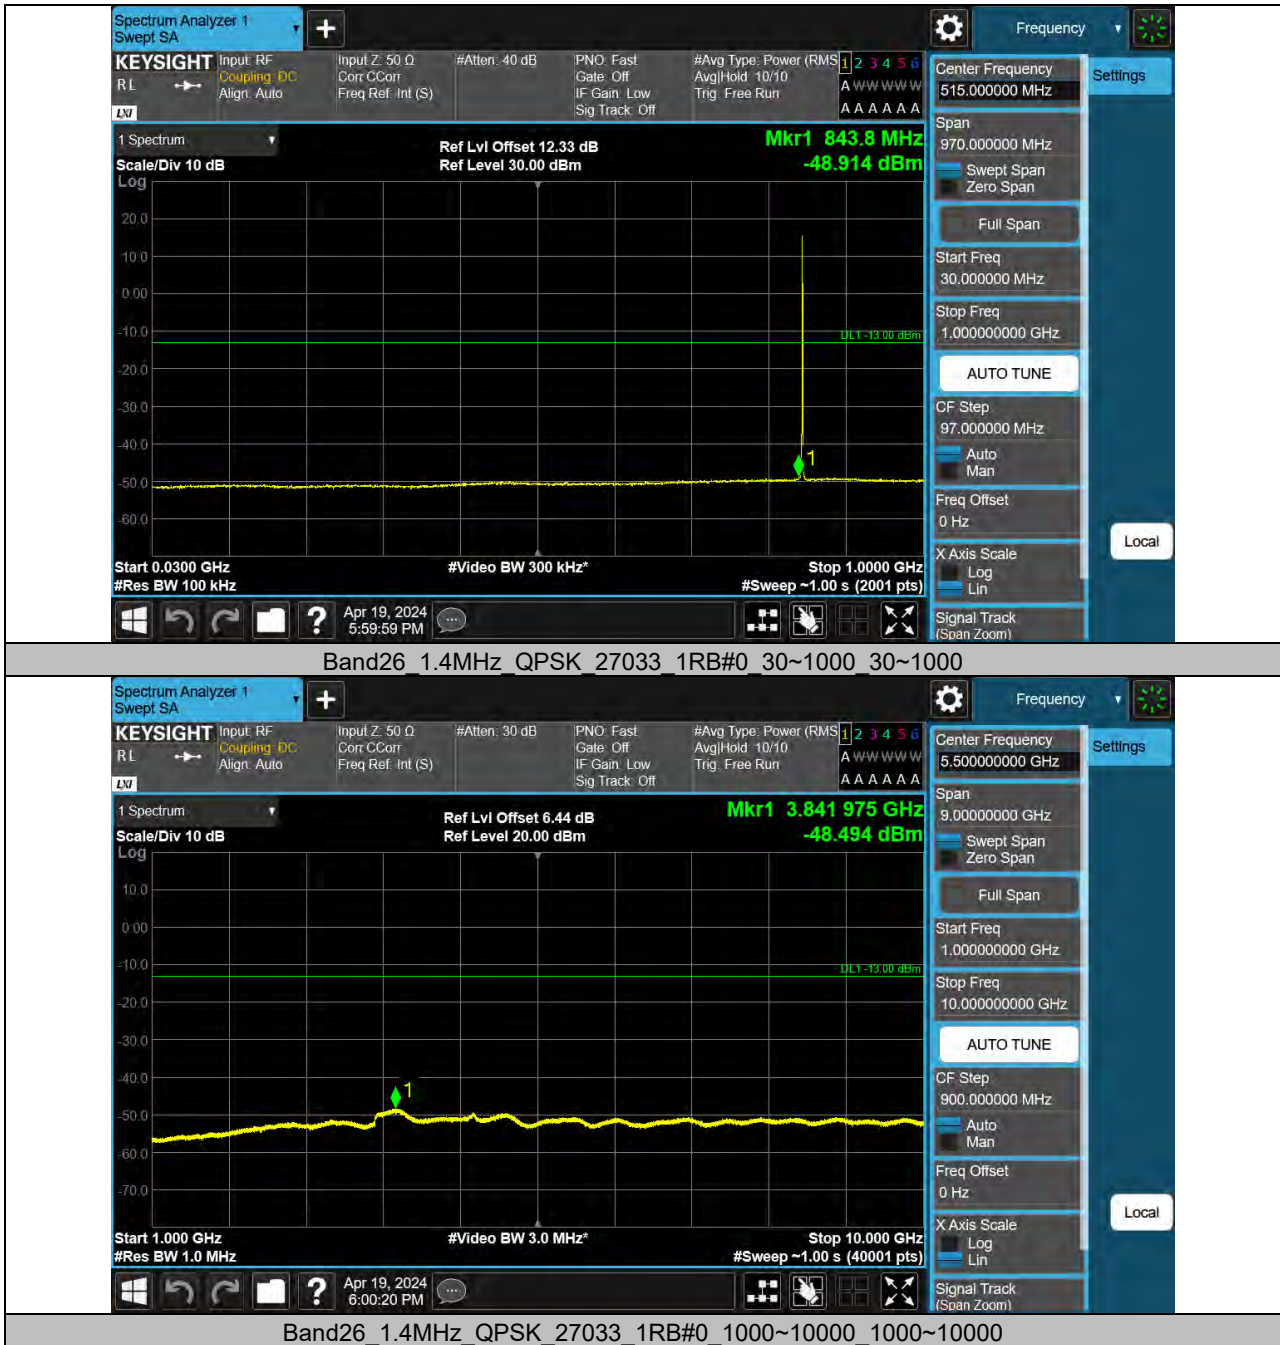 Spectrum Analyzer 1
Swept SA
+
Frequency
KEYSIGHT
RL
LXI
Input: RF
Coupling: DC
Align: Auto
Input Z: 50 Ω
Corr CCorr
Freq Ref: Int (S)
#Atten: 40 dB
PNO: Fast
Gate: Off
IF Gain: Low
Sig Track: Off
#Avg Type: Power (RMS
Avg|Hold: 10/10
Trig: Free Run
1 2 3 4 5 6
A W W W W W
A A A A A A
Center Frequency
515.000000 MHz
Settings
Span
970.000000 MHz
Swept Span
Zero Span
Full Span
Start Freq
30.000000 MHz
Stop Freq
1.000000000 GHz
AUTO TUNE
CF Step
97.000000 MHz
Auto
Man
Freq Offset
0 Hz
X Axis Scale
Log
Lin
Signal Track
(Span Zoom)
Local
1 Spectrum
Scale/Div 10 dB
Log
Ref Lvl Offset 12.33 dB
Ref Level 30.00 dBm
Mkr1 843.8 MHz
-48.914 dBm
20.0
10.0
0.00
-10.0
-20.0
-30.0
-40.0
-50.0
-60.0
DL1 -13.00 dBm
1
Start 0.0300 GHz
#Res BW 100 kHz
#Video BW 300 kHz*
Stop 1.0000 GHz
#Sweep ~1.00 s (2001 pts)
?
Apr 19, 2024
5:59:59 PM
Band26_1.4MHz_QPSK_27033_1RB#0_30~1000_30~1000
Spectrum Analyzer 1
Swept SA
+
Frequency
KEYSIGHT
RL
LXI
Input: RF
Coupling: DC
Align: Auto
Input Z: 50 Ω
Corr CCorr
Freq Ref: Int (S)
#Atten: 30 dB
PNO: Fast
Gate: Off
IF Gain: Low
Sig Track: Off
#Avg Type: Power (RMS
Avg|Hold: 10/10
Trig: Free Run
1 2 3 4 5 6
A W W W W W
A A A A A A
Center Frequency
5.500000000 GHz
Settings
Span
9.00000000 GHz
Swept Span
Zero Span
Full Span
Start Freq
1.000000000 GHz
Stop Freq
10.000000000 GHz
AUTO TUNE
CF Step
900.000000 MHz
Auto
Man
Freq Offset
0 Hz
X Axis Scale
Log
Lin
Signal Track
(Span Zoom)
Local
1 Spectrum
Scale/Div 10 dB
Log
Ref Lvl Offset 6.44 dB
Ref Level 20.00 dBm
Mkr1 3.841 975 GHz
-48.494 dBm
10.0
0.00
-10.0
-20.0
-30.0
-40.0
-50.0
-60.0
-70.0
DL1 -13.00 dBm
1
Start 1.000 GHz
#Res BW 1.0 MHz
#Video BW 3.0 MHz*
Stop 10.000 GHz
#Sweep ~1.00 s (40001 pts)
?
Apr 19, 2024
6:00:20 PM
Band26_1.4MHz_QPSK_27033_1RB#0_1000~10000_1000~10000